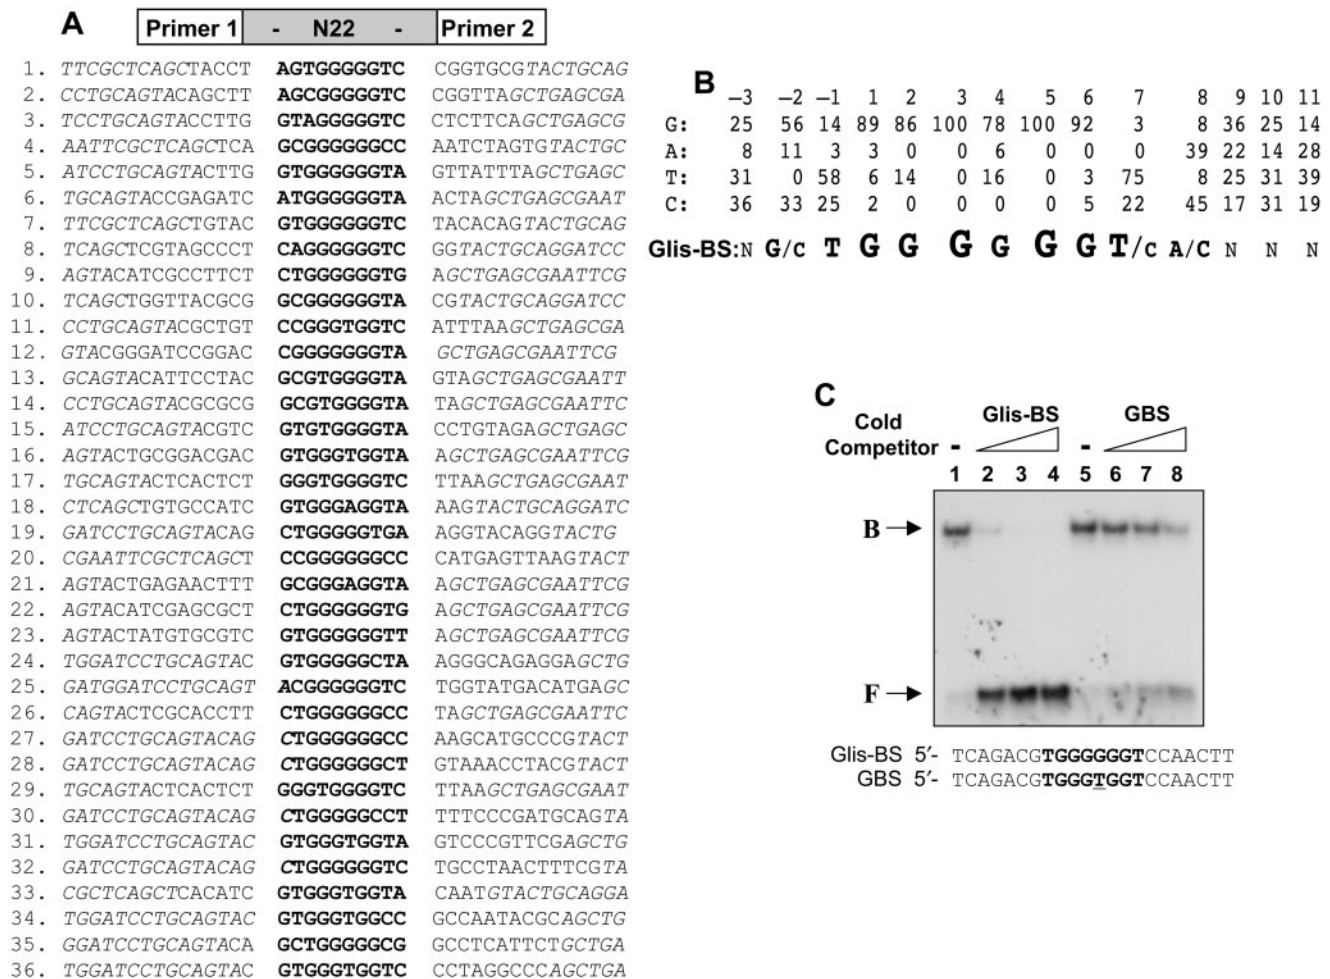 A
Primer 1 - N22 - Primer 2
1. TTCGCTCAGCTACCT AGTGGGGGTC CGGTGCGTACTGCAG
2. CCTGCAGTACAGCTT AGCGGGGGTC CGGTTAGCTGAGCGA
3. TCCTGCAGTACCTTG GTAGGGGGTC CTCTTCAGCTGAGCG
4. AATTCGCTCAGCTCA GCGGGGGGCC AATCTAGTGTACTGC
5. ATCCTGCAGTACTTG GTGGGGGGTA GTTATTTAGCTGAGC
6. TGCAGTACCGAGATC ATGGGGGGTA ACTAGCTGAGCGAAT
7. TTCGCTCAGCTGTAC GTGGGGGGTC TACACAGTACTGCAG
8. TCAGCTCGTAGCCCT CAGGGGGGTC GGTACTGCAGGATCC
9. AGTACATCGCCTTCT CTGGGGGGTG AGCTGAGCGAATTCG
10. TCAGCTGGTTACGCG GCGGGGGGTA CGTACTGCAGGATCC
11. CCTGCAGTACGCTGT CCGGGTGGTC ATTTAAGCTGAGCGA
12. GTACGGGATCCGGAC CGGGGGGGTA GCTGAGCGAATTCG
13. GCAGTACATTCCTAC GCGTGGGGTA GTAGCTGAGCGAATT
14. CCTGCAGTACGCGCG GCGTGGGGTA TAGCTGAGCGAATTC
15. ATCCTGCAGTACGTC GTGTGGGGTA CCTGTAGAGCTGAGC
16. AGTACTGCGGACGAC GTGGGTGGTA AGCTGAGCGAATTCG
17. TGCAGTACTCACTCT GGGTGGGGTC TTAAGCTGAGCGAAT
18. CTCAGCTGTGCCATC GTGGGAGGTA AAGTACTGCAGGATC
19. GATCCTGCAGTACAG CTGGGGGTGA AGGTACAGGTACTG
20. CGAATTCGCTCAGCT CCGGGGGGCC CATGAGTTAAGTACT
21. AGTACTGAGAACTTT GCGGGAGGTA AGCTGAGCGAATTCG
22. AGTACATCGAGCGCT CTGGGGGGTG AGCTGAGCGAATTCG
23. AGTACTATGTGCGTC GTGGGGGGTT AGCTGAGCGAATTCG
24. TGGATCCTGCAGTAC GTGGGGGCTA AGGGCAGAGGAGCTG
25. GATGGATCCTGCAGT ACGGGGGGTC TGGTATGACATGAGC
26. CAGTACTCGCACCTT CTGGGGGGCC TAGCTGAGCGAATTC
27. GATCCTGCAGTACAG CTGGGGGGCC AAGCATGCCCGTACT
28. GATCCTGCAGTACAG CTGGGGGGCT GTAAACCTACGTACT
29. TGCAGTACTCACTCT GGGTGGGGTC TTAAGCTGAGCGAAT
30. GATCCTGCAGTACAG CTGGGGGCCT TTTCCCGATGCAGTA
31. TGGATCCTGCAGTAC GTGGGTGGTA GTCCCGTTCGAGCTG
32. GATCCTGCAGTACAG CTGGGGGGTC TGCCTAACTTTCGTA
33. CGCTCAGCTCACATC GTGGGTGGTA CAATGTACTGCAGGA
34. TGGATCCTGCAGTAC GTGGGTGGCC GCCAATACGCAGCTG
35. GGATCCTGCAGTACA GCTGGGGGCG GCCTCATTCTGCTGA
36. TGGATCCTGCAGTAC GTGGGTGGTC CCTAGGCCCAGCTGA
B
–3 –2 –1 1 2 3 4 5 6 7 8 9 10 11
G: 25 56 14 89 86 100 78 100 92 3 8 36 25 14
A: 8 11 3 3 0 0 6 0 0 0 39 22 14 28
T: 31 0 58 6 14 0 16 0 3 75 8 25 31 39
C: 36 33 25 2 0 0 0 0 5 22 45 17 31 19
Glis-BS: N G/C T G G G G G G T/C A/C N N N
C
Cold Competitor
Glis-BS GBS
- -
1 2 3 4 5 6 7 8
B
F
Glis-BS 5′- TCAGACGTGGGGGGTCCAACTT
GBS 5′- TCAGACGTGGGTGGTCCAACTT